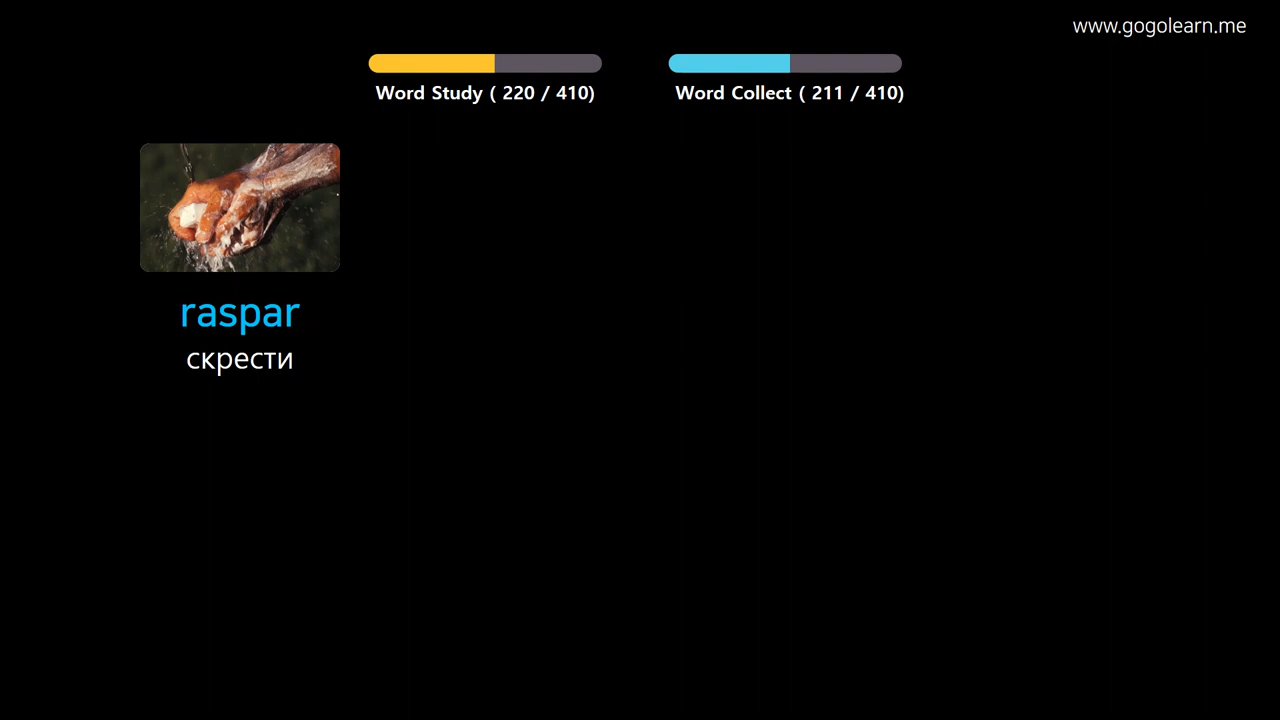 www.gogolearn.me
Word Study ( 220 / 410)
Word Collect ( 211 / 410)
raspar
скрести